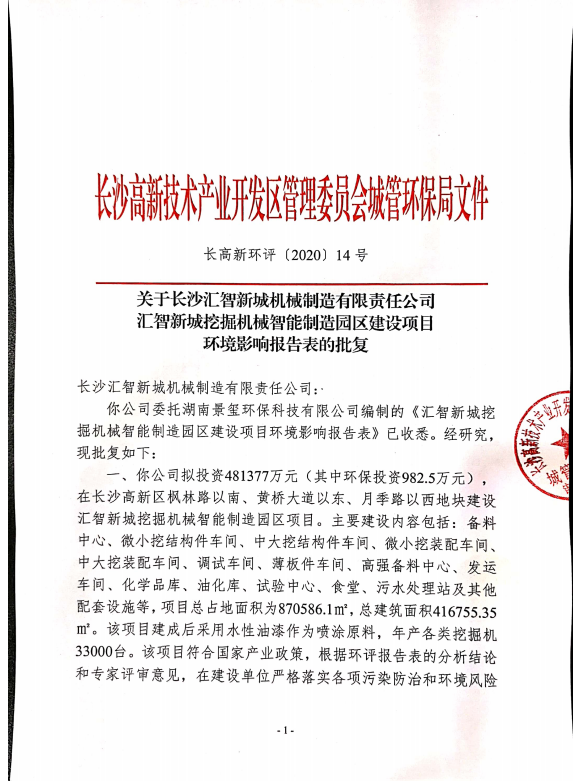 长沙高新技术产业开发区管理委员会城管环保局文件
长高新环评〔2020〕14号
关于长沙汇智新城机械制造有限责任公司
汇智新城挖掘机械智能制造园区建设项目
环境影响报告表的批复
长沙汇智新城机械制造有限责任公司:
你公司委托湖南景玺环保科技有限公司编制的《汇智新城挖
掘机械智能制造园区建设项目环境影响报告表》已收悉。经研究,
现批复如下:
一、你公司拟投资481377万元（其中环保投资982.5万元），
在长沙高新区枫林路以南、黄桥大道以东、月季路以西地块建设
汇智新城挖掘机械智能制造园区项目。主要建设内容包括：备料
中心、微小挖结构件车间、中大挖结构件车间、微小挖装配车间、
中大挖装配车间、调试车间、薄板件车间、高强备料中心、发运
车间、化学品库、油化库、试验中心、食堂、污水处理站及其他
配套设施等,项目总占地面积为870586.1㎡,总建筑面积416755.35
㎡。该项目建成后采用水性油漆作为喷涂原料，年产各类挖掘机
33000台。该项目符合国家产业政策，根据环评报告表的分析结论
和专家评审意见，在建设单位严格落实各项污染防治和环境风险
- 1 -
长沙高新技术产业开发
城管